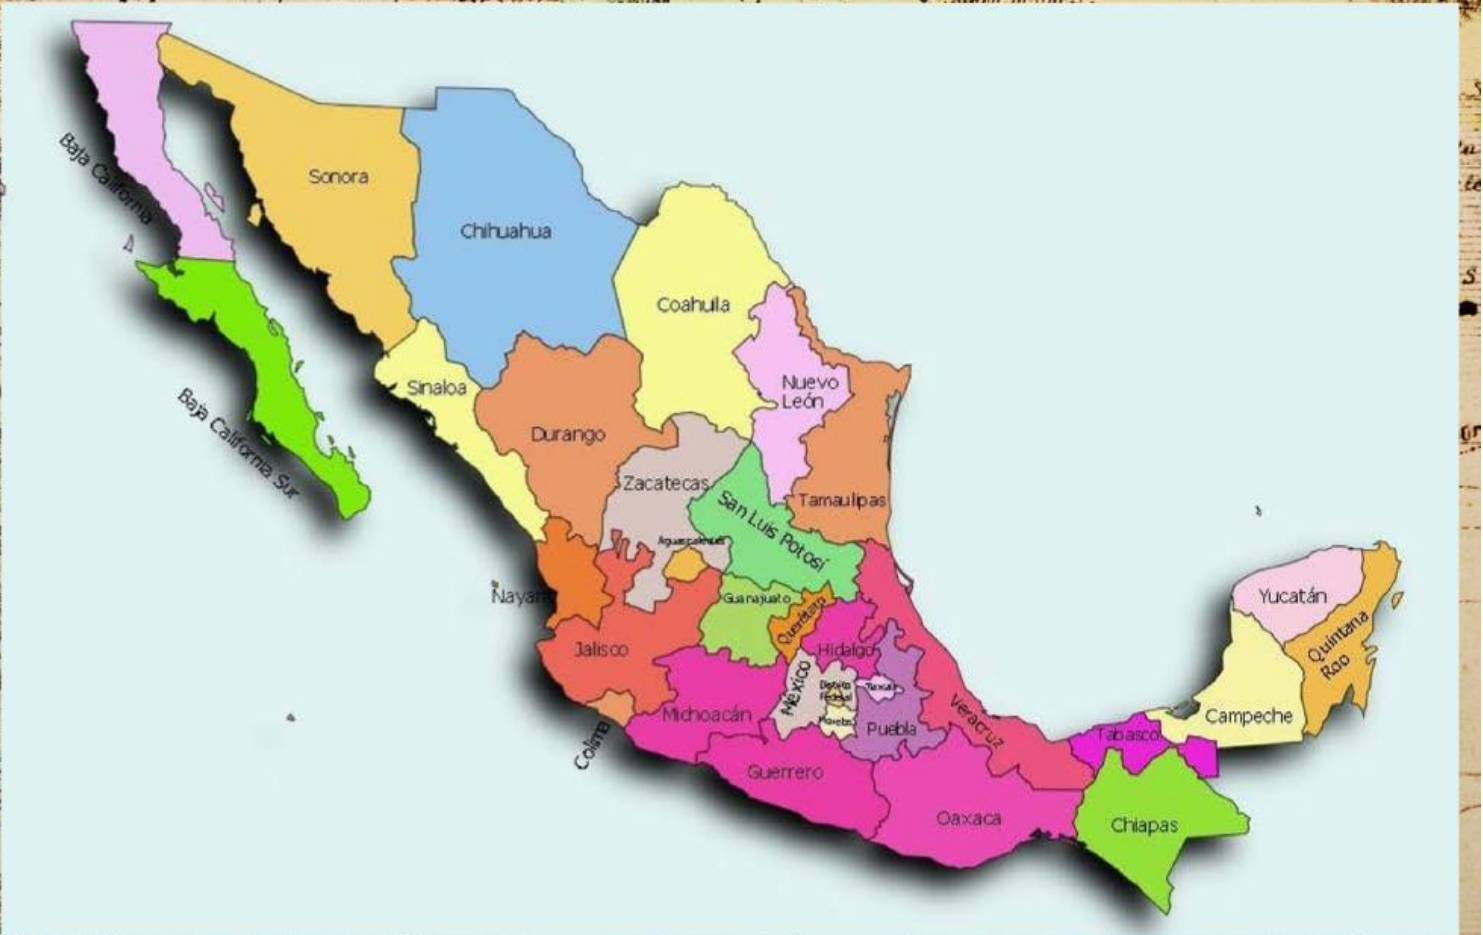 Baja California
Sonora
Chihuahua
Coahuila
Baja California Sur
Sinaloa
Nuevo
León
Durango
Zacatecas
San Luis Potosí
Tamaulipas
Aguascalientes
Nayarit
Guanajuato
Querétaro
Jalisco
Hidalgo
México
Distrito
Federal
Tlaxcala
Morelos
Michoacán
Colima
Puebla
Veracruz
Guerrero
Oaxaca
Tabasco
Chiapas
Campeche
Yucatán
Quintana
Roo